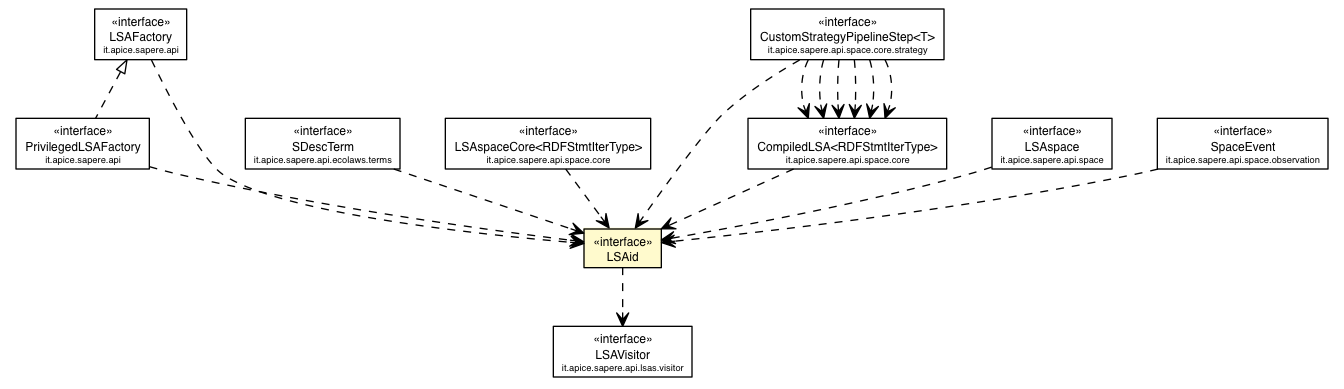 «interface»
LSAFactory
it.apice.sapere.api
«interface»
CustomStrategyPipelineStep<T>
it.apice.sapere.api.space.core.strategy
«interface»
PrivilegedLSAFactory
it.apice.sapere.api
«interface»
SDescTerm
it.apice.sapere.api.ecolaws.terms
«interface»
LSAspaceCore<RDFStmtIterType>
it.apice.sapere.api.space.core
«interface»
CompiledLSA<RDFStmtIterType>
it.apice.sapere.api.space.core
«interface»
LSAspace
it.apice.sapere.api.space
«interface»
SpaceEvent
it.apice.sapere.api.space.observation
«interface»
LSAid
«interface»
LSAVisitor
it.apice.sapere.api.lsas.visitor